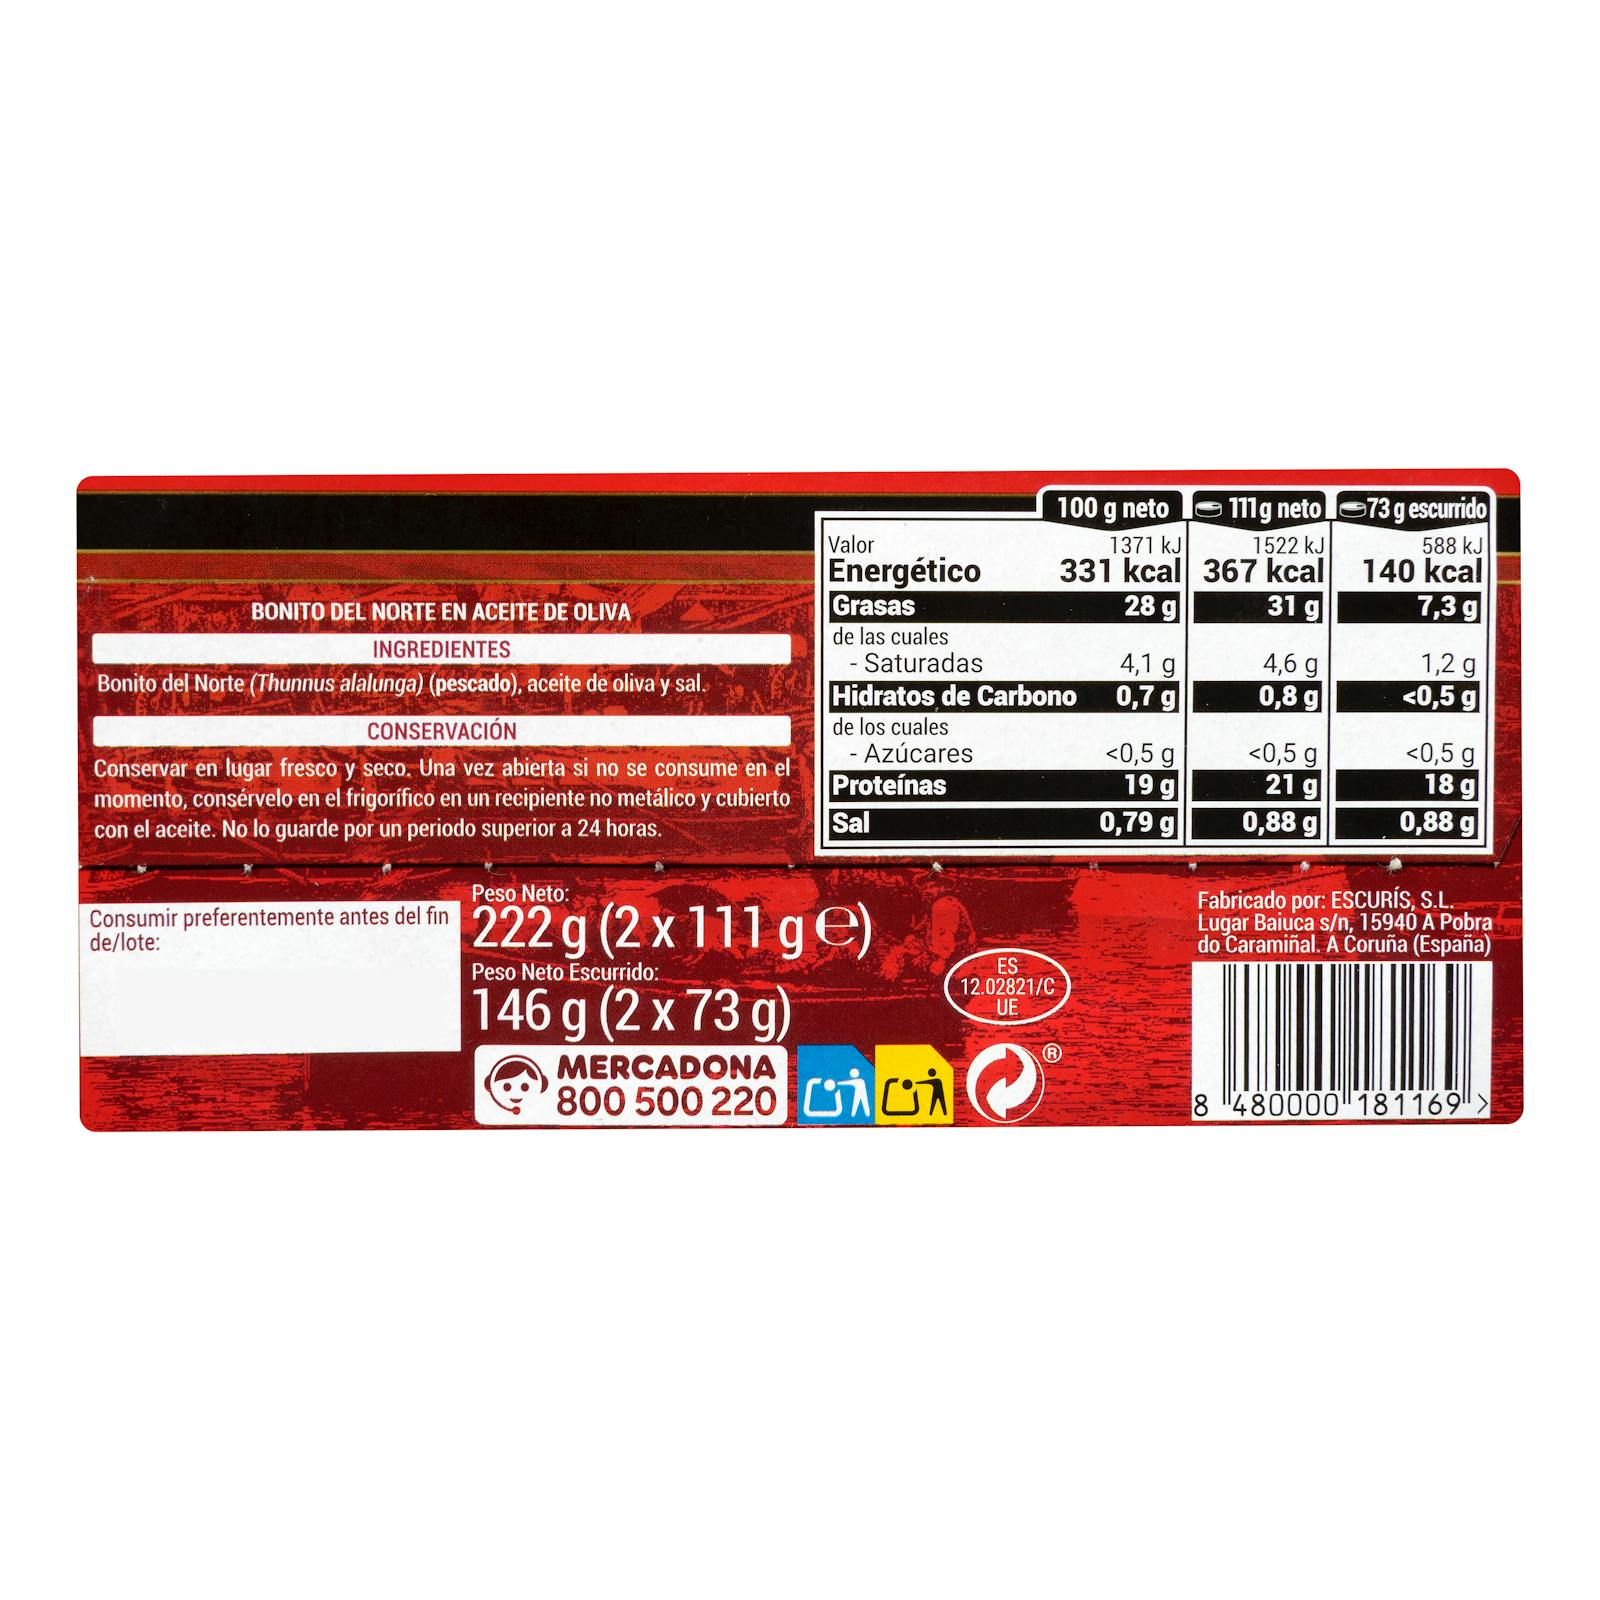 BONITO DEL NORTE EN ACEITE DE OLIVA
INGREDIENTES
Bonito del Norte (Thunnus alalunga) (pescado), aceite de oliva y sal.
CONSERVACIÓN
Conservar en lugar fresco y seco. Una vez abierta si no se consume en el
momento, consérvelo en el frigorífico en un recipiente no metálico y cubierto
con el aceite. No lo guarde por un periodo superior a 24 horas.
100 g neto 111 g neto 73 g escurrido
Valor 1371 kJ 1522 kJ 588 kJ
Energético 331 kcal 367 kcal 140 kcal
Grasas 28 g 31 g 7,3 g
de las cuales
- Saturadas 4,1 g 4,6 g 1,2 g
Hidratos de Carbono 0,7 g 0,8 g <0,5 g
de los cuales
- Azúcares <0,5 g <0,5 g <0,5 g
Proteínas 19 g 21 g 18 g
Sal 0,79 g 0,88 g 0,88 g
Consumir preferentemente antes del fin
de/lote:
Peso Neto:
222 g (2 x 111 g e)
Peso Neto Escurrido:
146 g (2 x 73 g)
MERCADONA
800 500 220
ES
12.02821/C
UE
®
Fabricado por: ESCURÍS, S.L.
Lugar Baiuca s/n, 15940 A Pobra
do Caramiñal. A Coruña (España)
8 480000 181169 >